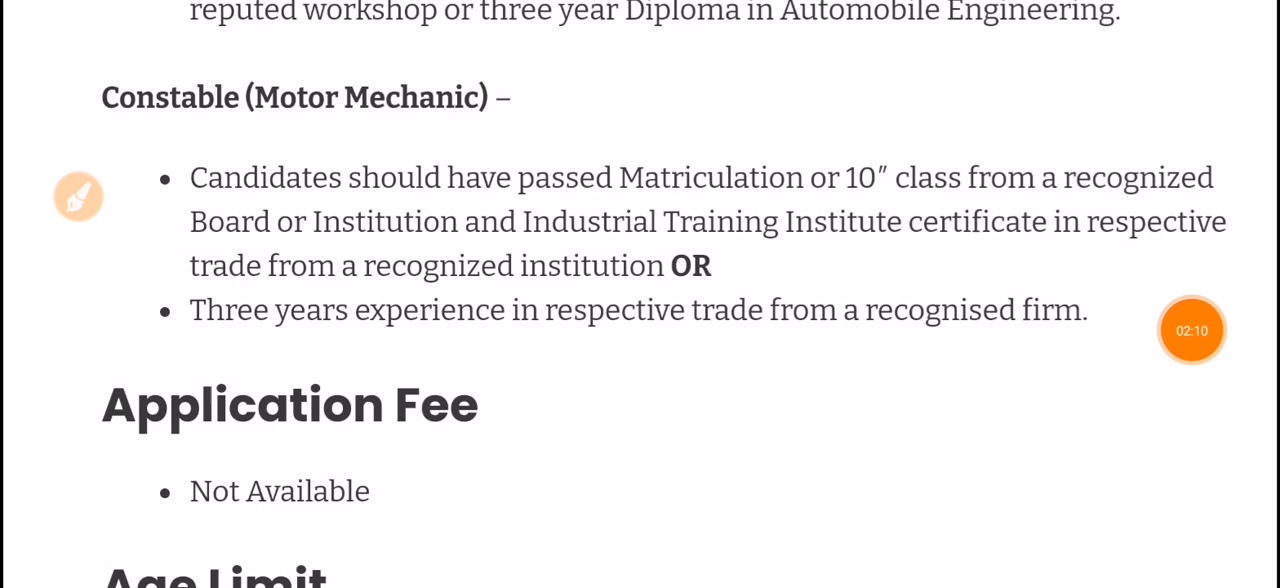 reputed workshop or three year Diploma in Automobile Engineering.
Constable (Motor Mechanic) –
• Candidates should have passed Matriculation or 10″ class from a recognized
Board or Institution and Industrial Training Institute certificate in respective
trade from a recognized institution OR
• Three years experience in respective trade from a recognised firm.
02:10
Application Fee
• Not Available
Age Limit